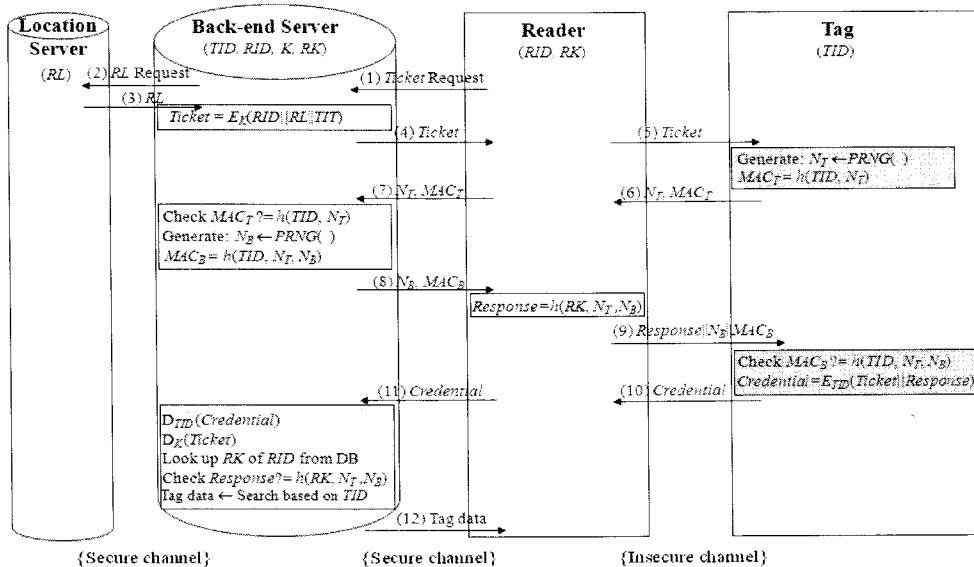 Location
Server
(RL)
Back-end Server
(TID, RID, K, RK)
Reader
(RID, RK)
Tag
(TID)
(1) Ticket Request
(2) RL Request
(3) RL
Ticket = E_K(RID||RL||TIT)
(4) Ticket
(5) Ticket
Generate: N_T ← PRNG( )
MAC_T = h(TID, N_T)
(6) N_T, MAC_T
(7) N_T, MAC_T
Check MAC_T ?= h(TID, N_T)
Generate: N_B ← PRNG( )
MAC_B = h(TID, N_T, N_B)
(8) N_B, MAC_B
Response = h(RK, N_T, N_B)
(9) Response||N_B||MAC_B
Check MAC_B ?= h(TID, N_T, N_B)
Credential = E_TID(Ticket||Response)
(10) Credential
(11) Credential
D_TID(Credential)
D_K(Ticket)
Look up RK of RID from DB
Check Response ?= h(RK, N_T, N_B)
Tag data ← Search based on TID
(12) Tag data
{Secure channel}
{Secure channel}
{Insecure channel}